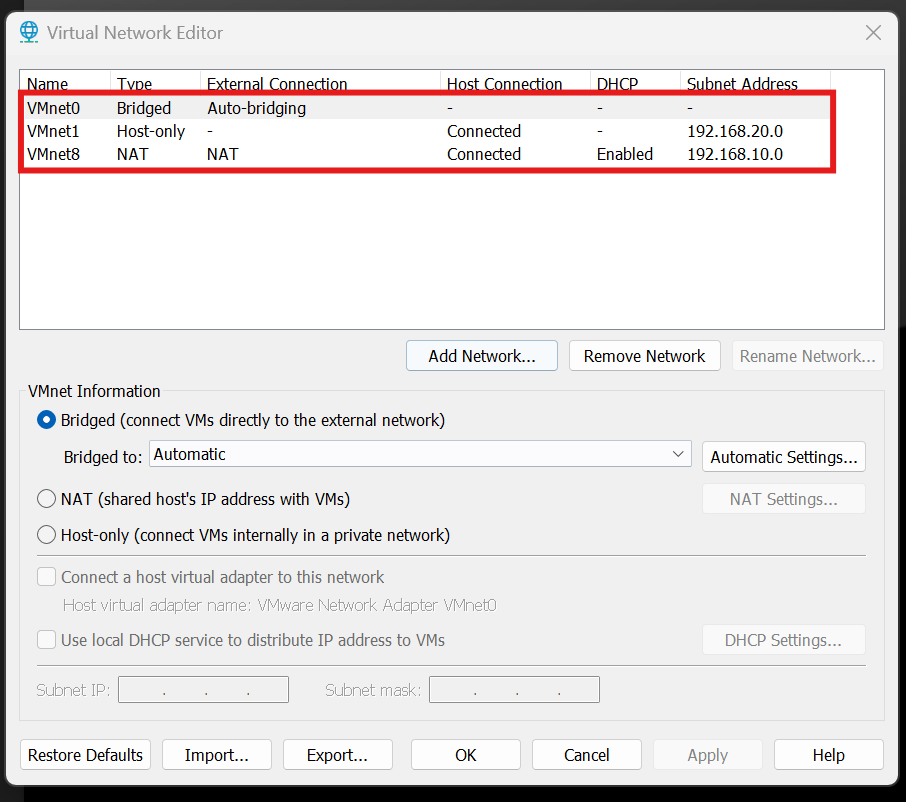 Virtual Network Editor
Name Type External Connection Host Connection DHCP Subnet Address
VMnet0 Bridged Auto-bridging - - -
VMnet1 Host-only - Connected - 192.168.20.0
VMnet8 NAT NAT Connected Enabled 192.168.10.0
Add Network... Remove Network Rename Network...
VMnet Information
Bridged (connect VMs directly to the external network)
Bridged to: Automatic Automatic Settings...
NAT (shared host's IP address with VMs) NAT Settings...
Host-only (connect VMs internally in a private network)
Connect a host virtual adapter to this network
Host virtual adapter name: VMware Network Adapter VMnet0
Use local DHCP service to distribute IP address to VMs DHCP Settings...
Subnet IP: . . . Subnet mask: . . .
Restore Defaults Import... Export... OK Cancel Apply Help